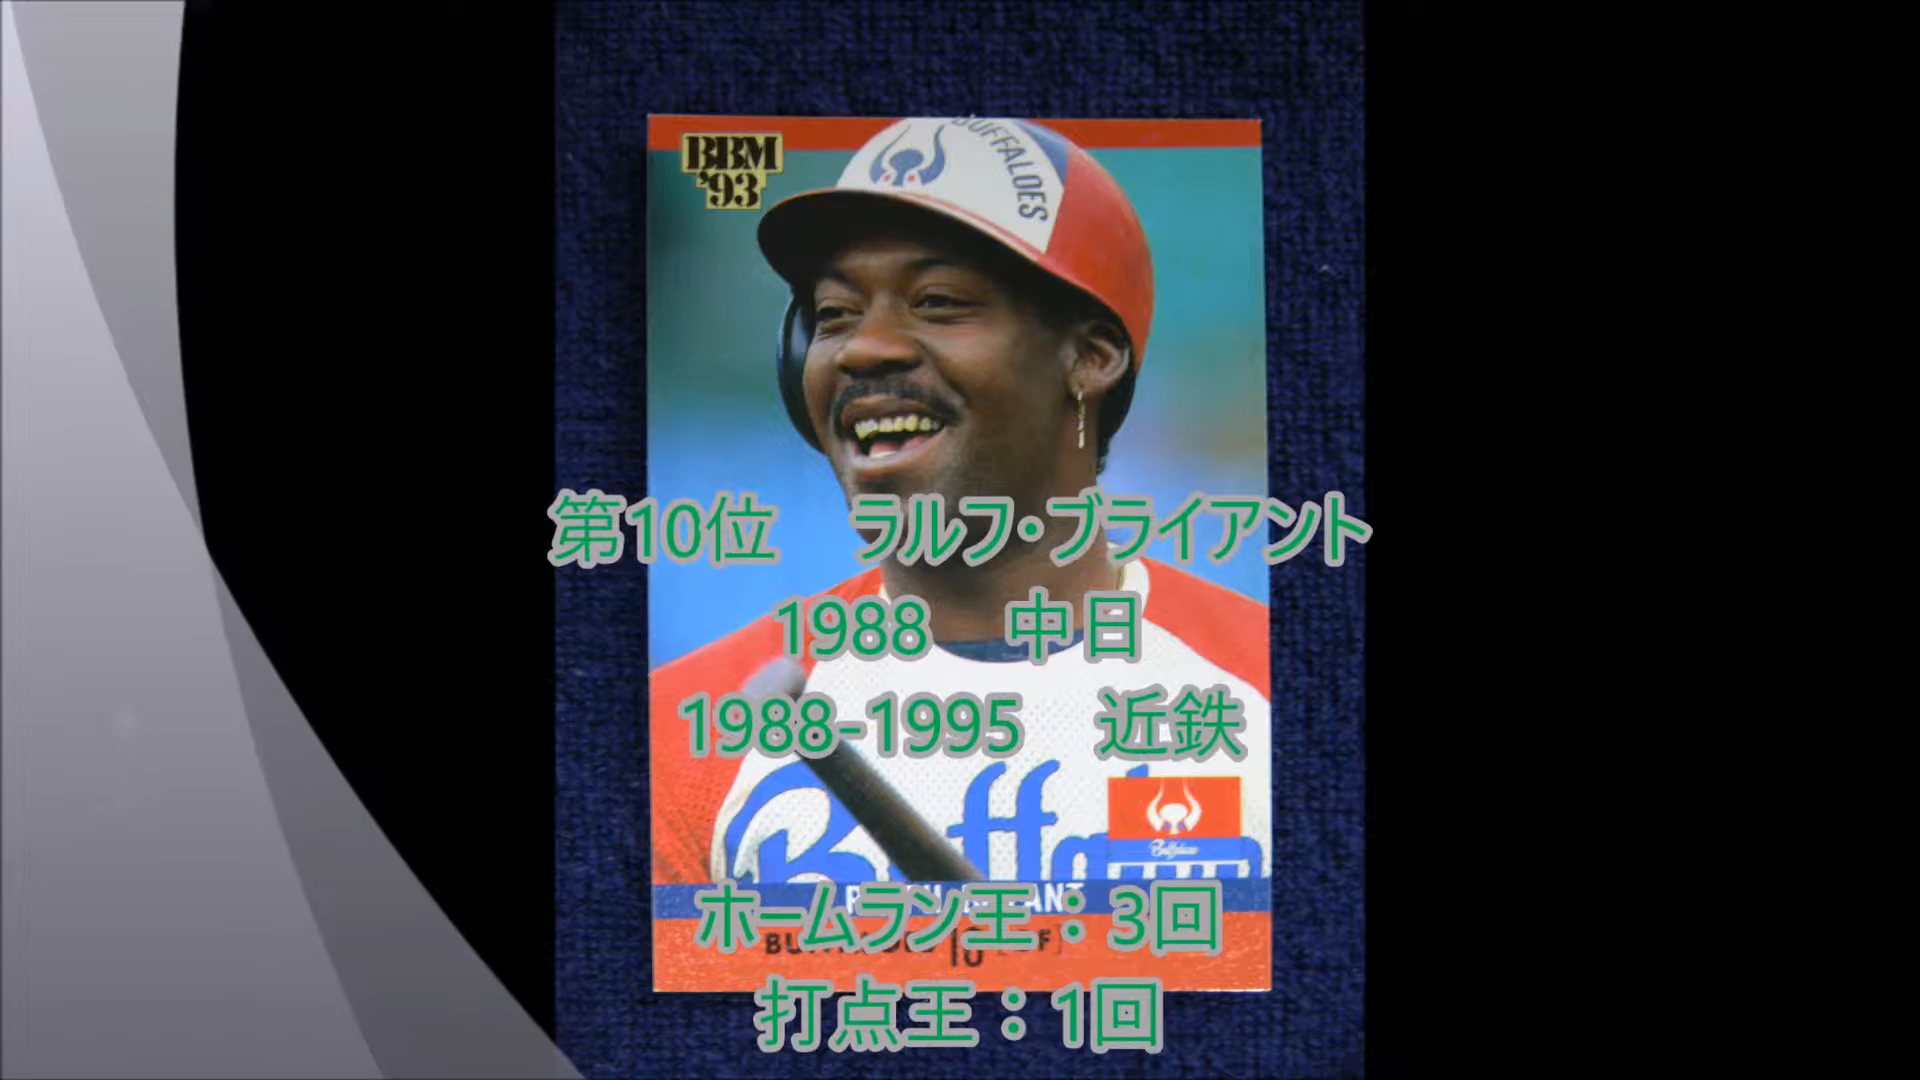 BUFFALOES
BBM
'93
第10位　ラルフ・ブライアント
1988　中日
1988-1995　近鉄
ホームラン王：3回
打点王：1回